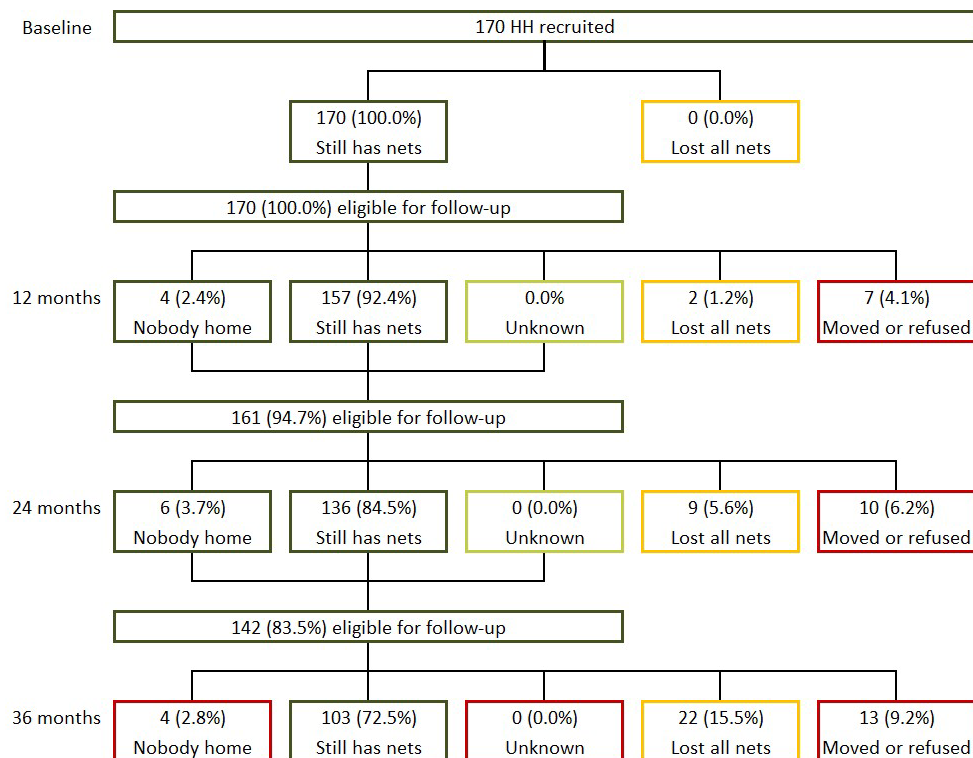 Baseline
170 HH recruited
170 (100.0%)
Still has nets
0 (0.0%)
Lost all nets
170 (100.0%) eligible for follow-up
12 months
4 (2.4%)
Nobody home
157 (92.4%)
Still has nets
0.0%
Unknown
2 (1.2%)
Lost all nets
7 (4.1%)
Moved or refused
161 (94.7%) eligible for follow-up
24 months
6 (3.7%)
Nobody home
136 (84.5%)
Still has nets
0 (0.0%)
Unknown
9 (5.6%)
Lost all nets
10 (6.2%)
Moved or refused
142 (83.5%) eligible for follow-up
36 months
4 (2.8%)
Nobody home
103 (72.5%)
Still has nets
0 (0.0%)
Unknown
22 (15.5%)
Lost all nets
13 (9.2%)
Moved or refused